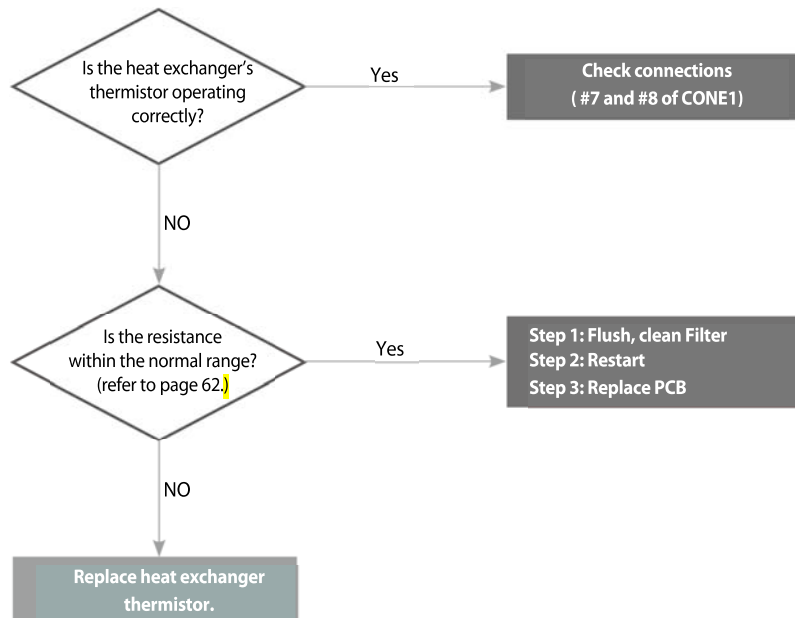 Is the heat exchanger's
thermistor operating
correctly?
Yes
Check connections
( #7 and #8 of CONE1)
NO
Is the resistance
within the normal range?
(refer to page 62.)
Yes
Step 1: Flush, clean Filter
Step 2: Restart
Step 3: Replace PCB
NO
Replace heat exchanger
thermistor.